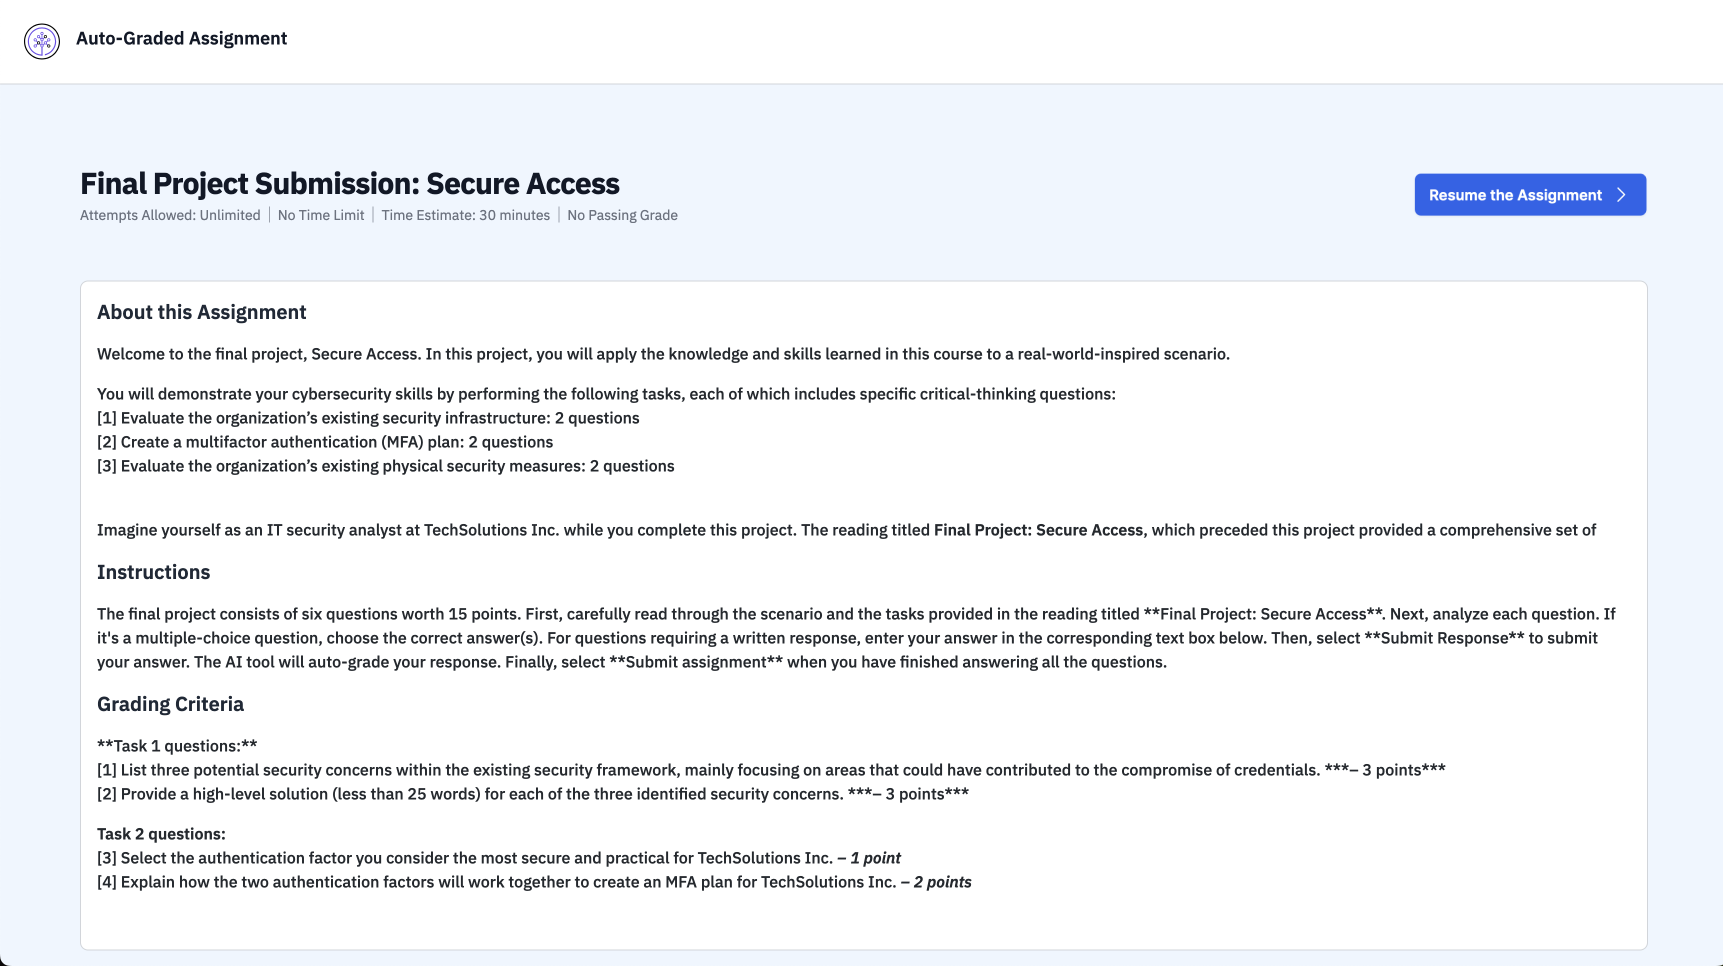 Auto-Graded Assignment
Final Project Submission: Secure Access
Resume the Assignment
Attempts Allowed: Unlimited | No Time Limit | Time Estimate: 30 minutes | No Passing Grade
About this Assignment
Welcome to the final project, Secure Access. In this project, you will apply the knowledge and skills learned in this course to a real-world-inspired scenario.
You will demonstrate your cybersecurity skills by performing the following tasks, each of which includes specific critical-thinking questions:
[1] Evaluate the organization’s existing security infrastructure: 2 questions
[2] Create a multifactor authentication (MFA) plan: 2 questions
[3] Evaluate the organization’s existing physical security measures: 2 questions
Imagine yourself as an IT security analyst at TechSolutions Inc. while you complete this project. The reading titled Final Project: Secure Access, which preceded this project provided a comprehensive set of
Instructions
The final project consists of six questions worth 15 points. First, carefully read through the scenario and the tasks provided in the reading titled **Final Project: Secure Access**. Next, analyze each question. If
it's a multiple-choice question, choose the correct answer(s). For questions requiring a written response, enter your answer in the corresponding text box below. Then, select **Submit Response** to submit
your answer. The AI tool will auto-grade your response. Finally, select **Submit assignment** when you have finished answering all the questions.
Grading Criteria
**Task 1 questions:**
[1] List three potential security concerns within the existing security framework, mainly focusing on areas that could have contributed to the compromise of credentials. ***– 3 points***
[2] Provide a high-level solution (less than 25 words) for each of the three identified security concerns. ***– 3 points***
Task 2 questions:
[3] Select the authentication factor you consider the most secure and practical for TechSolutions Inc. – 1 point
[4] Explain how the two authentication factors will work together to create an MFA plan for TechSolutions Inc. – 2 points